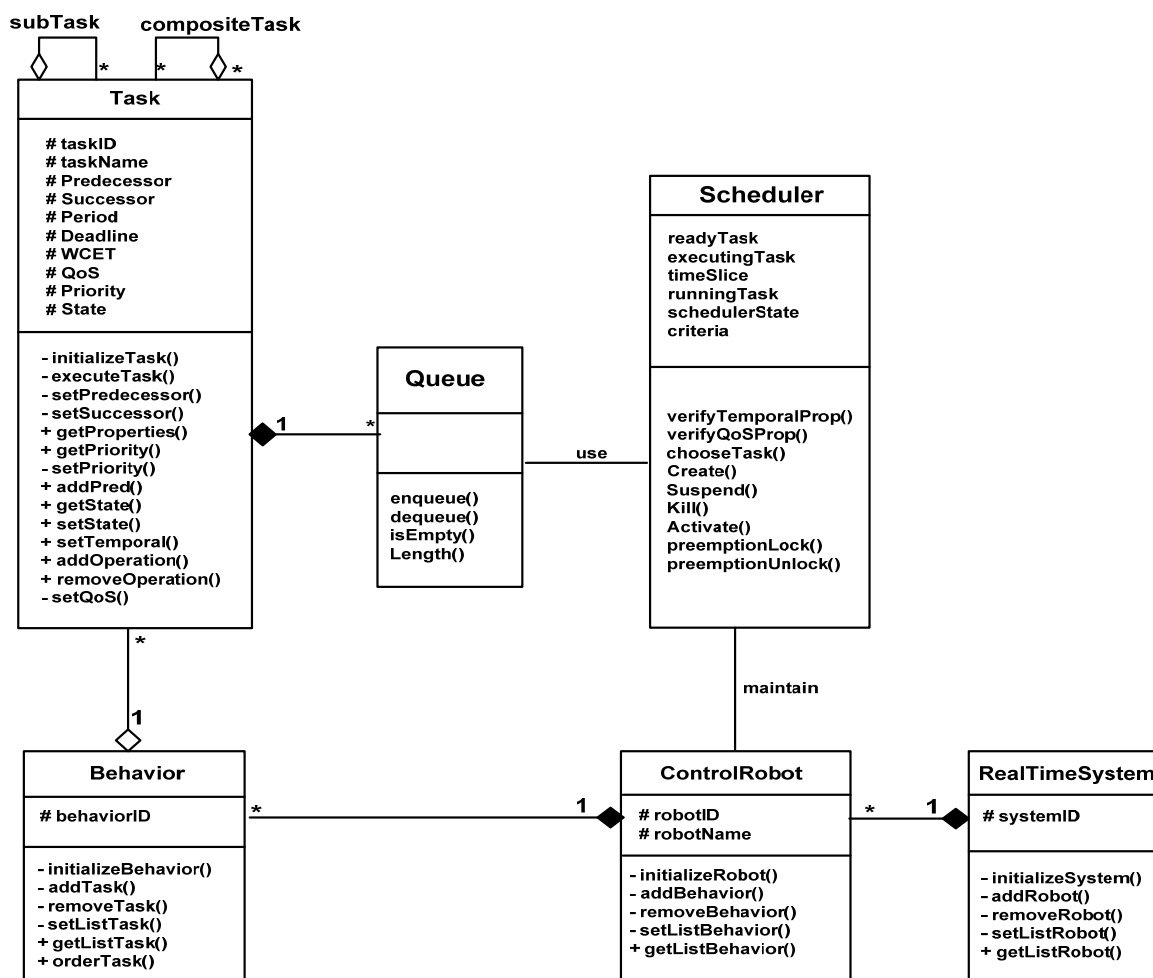 subTask
compositeTask
*
*
*
Task
# taskID
# taskName
# Predecessor
# Successor
# Period
# Deadline
# WCET
# QoS
# Priority
# State
- initializeTask()
- executeTask()
- setPredecessor()
- setSuccessor()
+ getProperties()
+ getPriority()
- setPriority()
+ addPred()
+ getState()
+ setState()
+ setTemporal()
+ addOperation()
+ removeOperation()
- setQoS()
1
*
Queue
enqueue()
dequeue()
isEmpty()
Length()
use
Scheduler
readyTask
executingTask
timeSlice
runningTask
schedulerState
criteria
verifyTemporalProp()
verifyQoSProp()
chooseTask()
Create()
Suspend()
Kill()
Activate()
preemptionLock()
preemptionUnlock()
*
1
maintain
Behavior
# behaviorID
- initializeBehavior()
- addTask()
- removeTask()
- setListTask()
+ getListTask()
+ orderTask()
*
1
ControlRobot
# robotID
# robotName
- initializeRobot()
- addBehavior()
- removeBehavior()
- setListBehavior()
+ getListBehavior()
*
1
RealTimeSystem
# systemID
- initializeSystem()
- addRobot()
- removeRobot()
- setListRobot()
+ getListRobot()